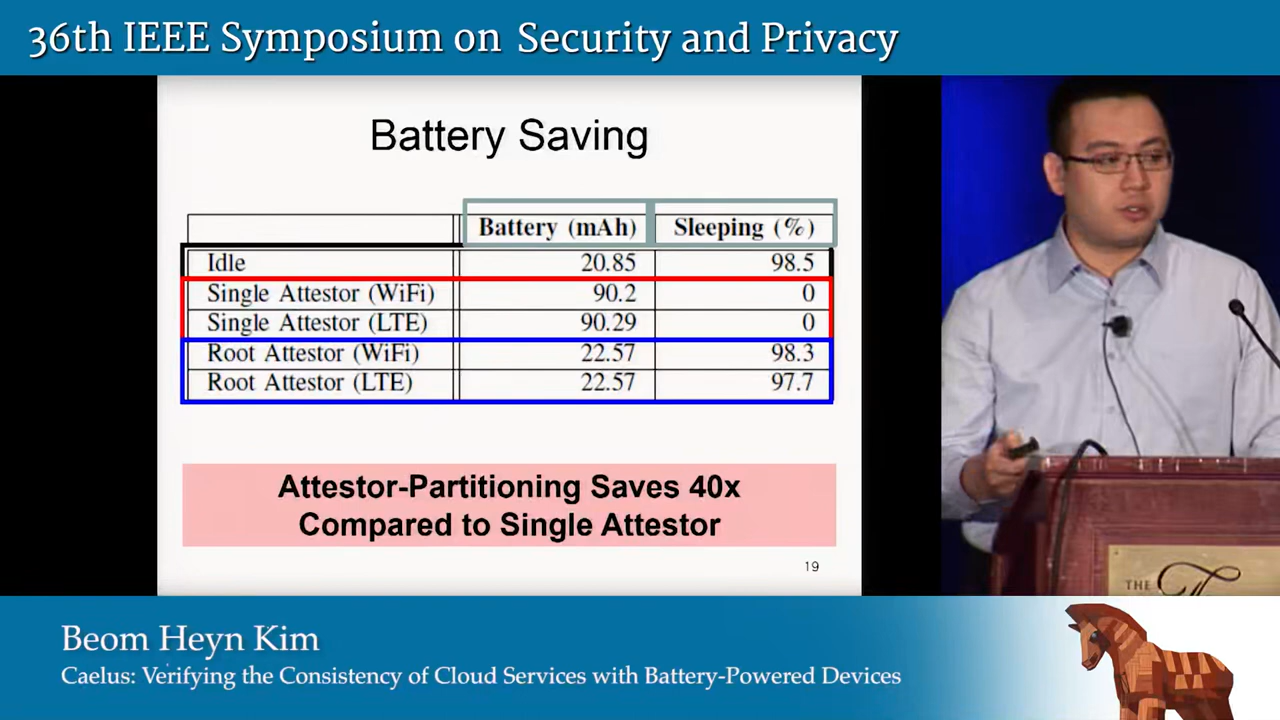 36th IEEE Symposium on Security and Privacy
Battery Saving
Battery (mAh) Sleeping (%)
Idle 20.85 98.5
Single Attestor (WiFi) 90.2 0
Single Attestor (LTE) 90.29 0
Root Attestor (WiFi) 22.57 98.3
Root Attestor (LTE) 22.57 97.7
Attestor-Partitioning Saves 40x
Compared to Single Attestor
19
THE
Beom Heyn Kim
Caelus: Verifying the Consistency of Cloud Services with Battery-Powered Devices